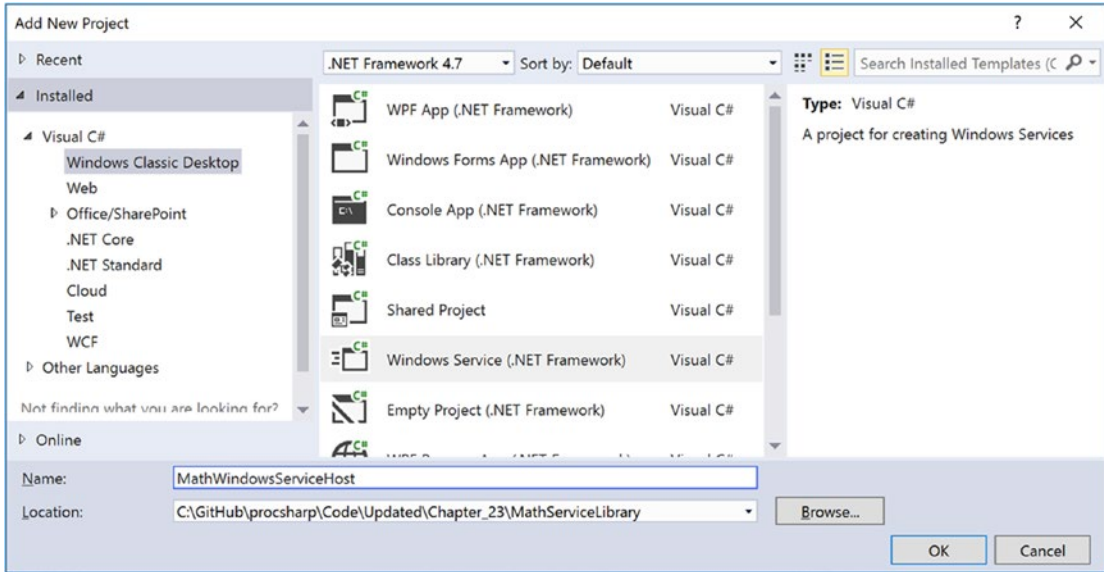 Add New Project
? ×
Recent
.NET Framework 4.7
Sort by: Default
Search Installed Templates (C
Installed
Visual C#
Windows Classic Desktop
Web
Office/SharePoint
.NET Core
.NET Standard
Cloud
Test
WCF
Other Languages
Not finding what you are looking for?
Online
WPF App (.NET Framework) Visual C#
Windows Forms App (.NET Framework) Visual C#
Console App (.NET Framework) Visual C#
Class Library (.NET Framework) Visual C#
Shared Project Visual C#
Windows Service (.NET Framework) Visual C#
Empty Project (.NET Framework) Visual C#
Type: Visual C#
A project for creating Windows Services
Name: MathWindowsServiceHost
Location: C:\GitHub\procsharp\Code\Updated\Chapter_23\MathServiceLibrary
Browse...
OK Cancel